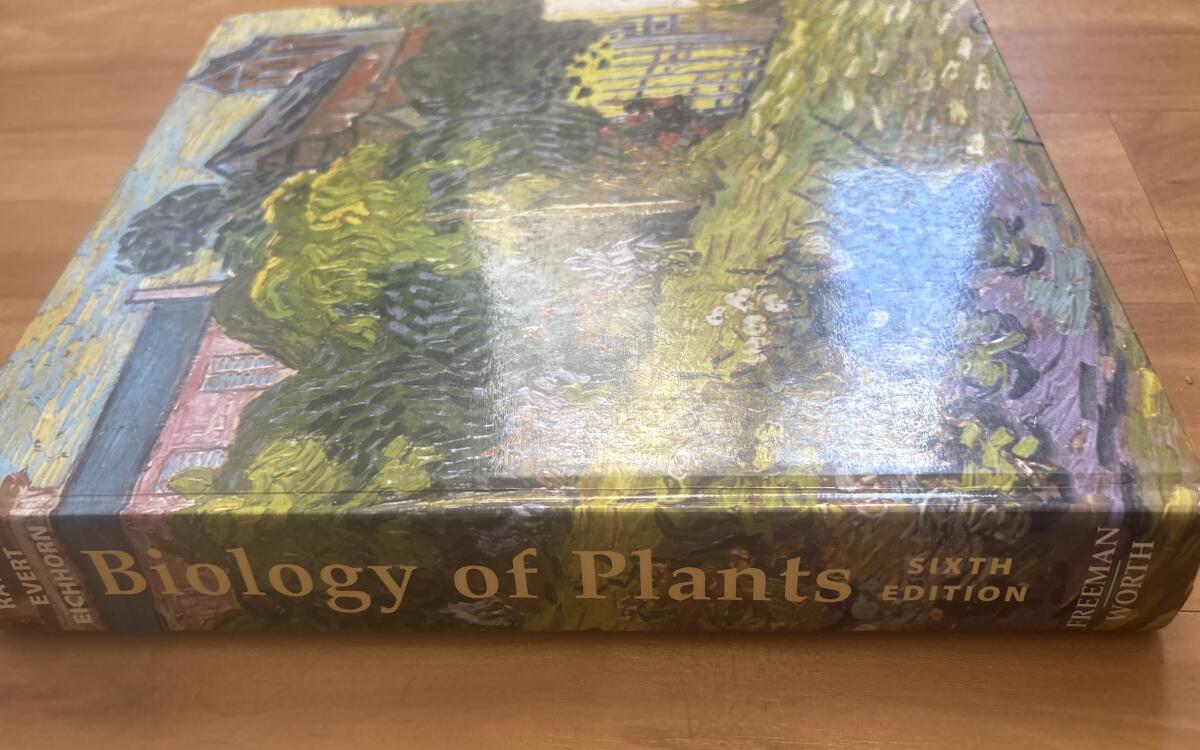 EVERT
EICHHORN
Biology of Plants
SIXTH
EDITION
FREEMAN
WORTH